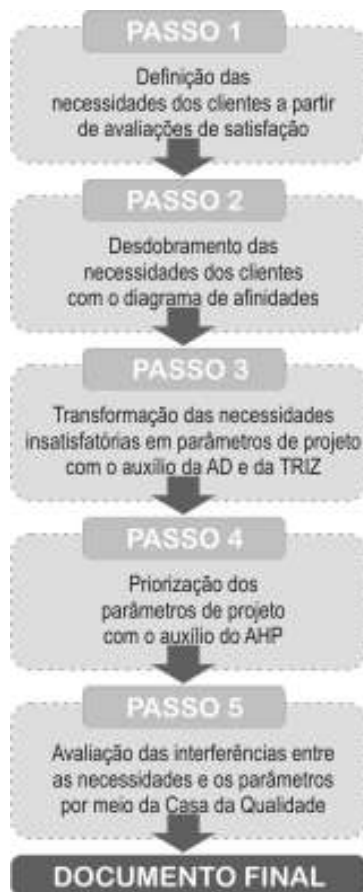 PASSO 1
Definição das
necessidades dos clientes a partir
de avaliações de satisfação
PASSO 2
Desdobramento das
necessidades dos clientes
com o diagrama de afinidades
PASSO 3
Transformação das necessidades
insatisfatórias em parâmetros de projeto
com o auxílio da AD e da TRIZ
PASSO 4
Priorização dos
parâmetros de projeto
com o auxílio do AHP
PASSO 5
Avaliação das interferências entre
as necessidades e os parâmetros
por meio da Casa da Qualidade
DOCUMENTO FINAL